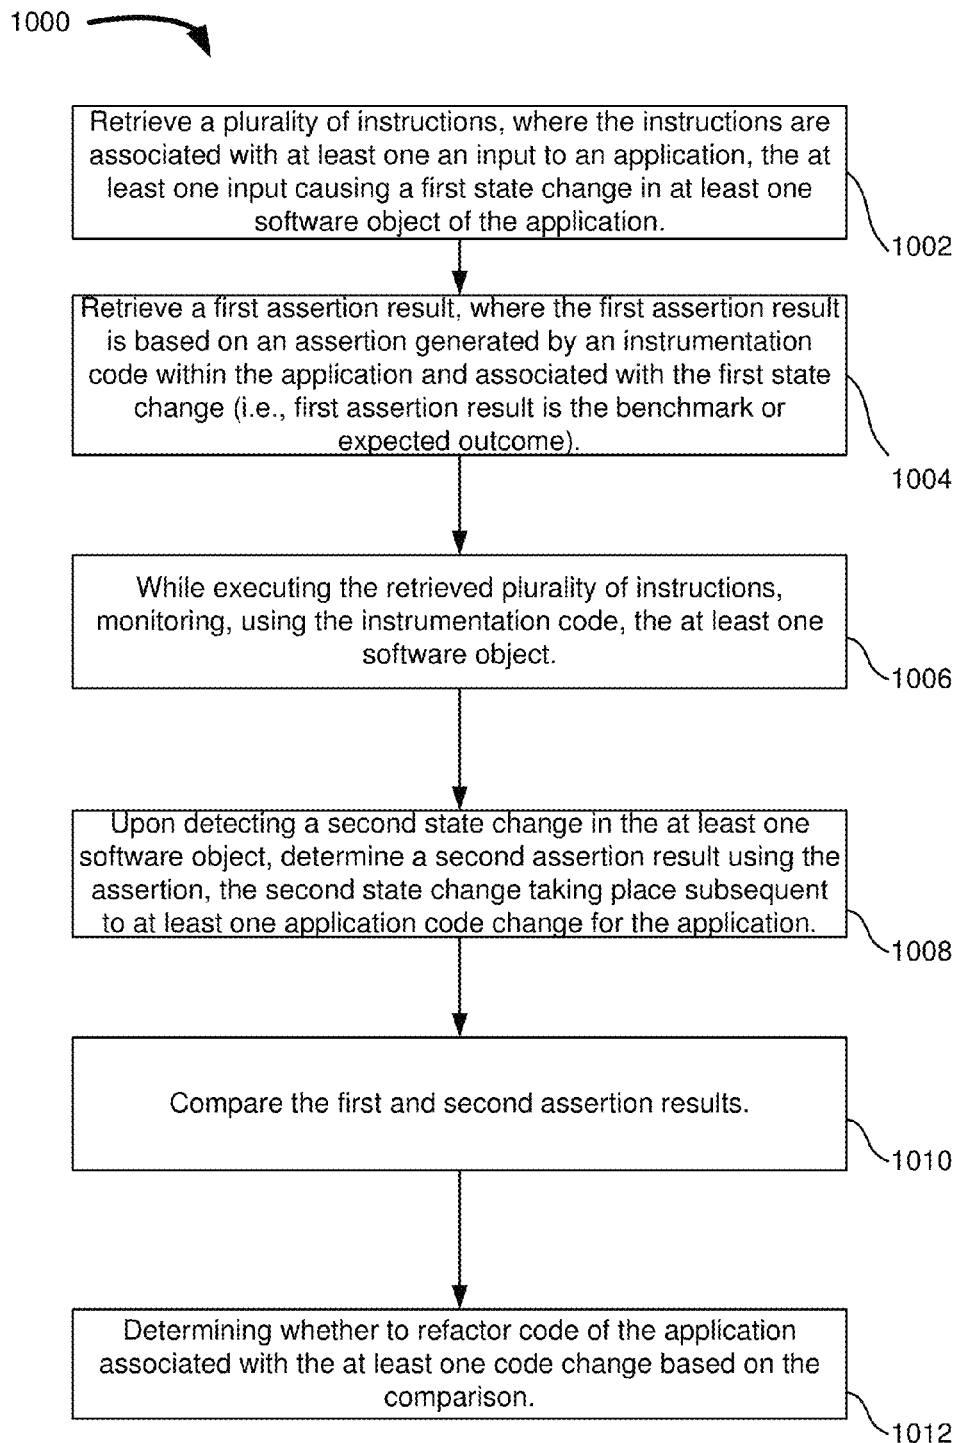 1000
Retrieve a plurality of instructions, where the instructions are
associated with at least one an input to an application, the at
least one input causing a first state change in at least one
software object of the application.
1002
Retrieve a first assertion result, where the first assertion result
is based on an assertion generated by an instrumentation
code within the application and associated with the first state
change (i.e., first assertion result is the benchmark or
expected outcome).
1004
While executing the retrieved plurality of instructions,
monitoring, using the instrumentation code, the at least one
software object.
1006
Upon detecting a second state change in the at least one
software object, determine a second assertion result using the
assertion, the second state change taking place subsequent
to at least one application code change for the application.
1008
Compare the first and second assertion results.
1010
Determining whether to refactor code of the application
associated with the at least one code change based on the
comparison.
1012